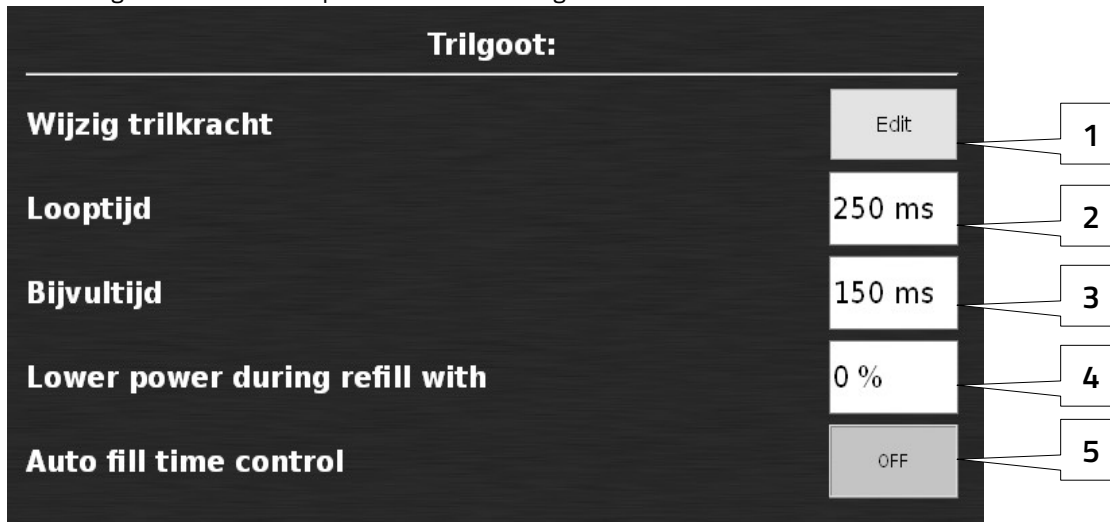 Trilgoot:
Wijzig trilkracht Edit 1
Looptijd 250 ms 2
Bijvultijd 150 ms 3
Lower power during refill with 0 % 4
Auto fill time control OFF 5